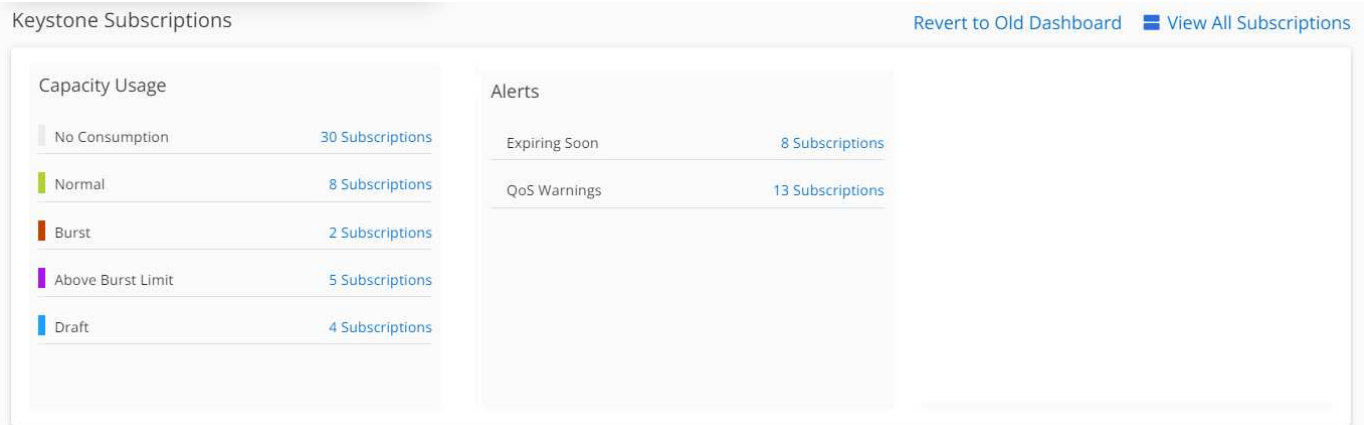 Keystone Subscriptions
Revert to Old Dashboard
View All Subscriptions
Capacity Usage
No Consumption 30 Subscriptions
Normal 8 Subscriptions
Burst 2 Subscriptions
Above Burst Limit 5 Subscriptions
Draft 4 Subscriptions
Alerts
Expiring Soon 8 Subscriptions
QoS Warnings 13 Subscriptions